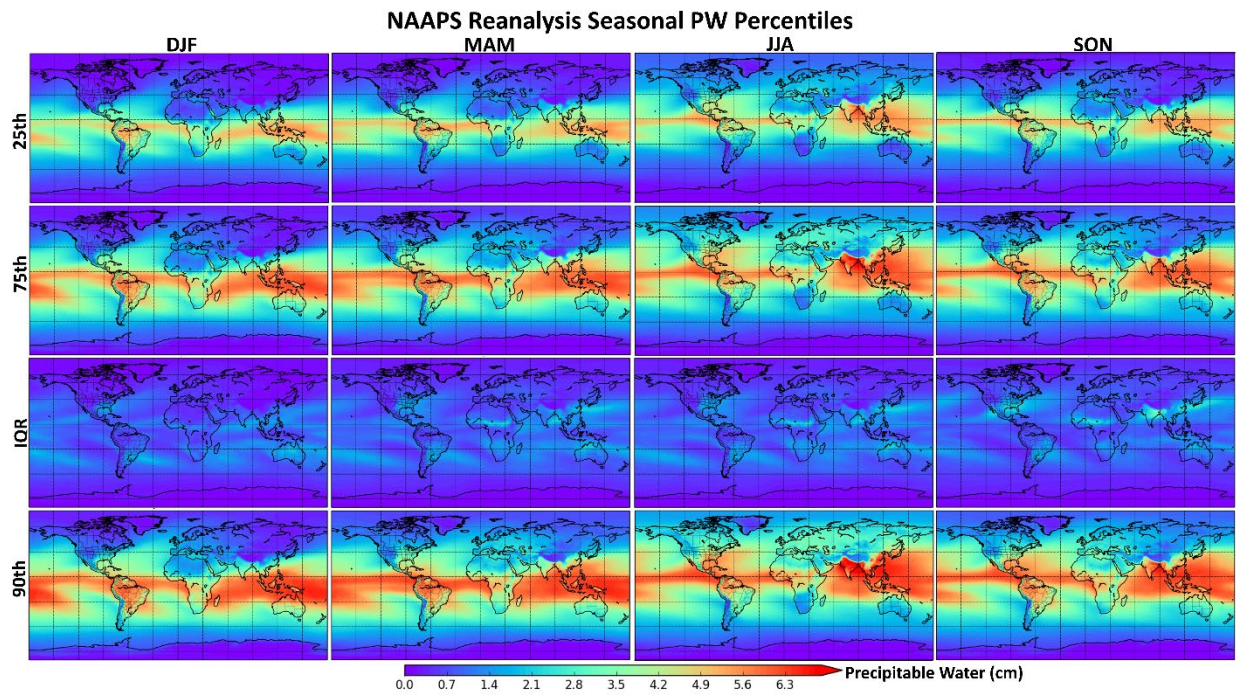 NAAPS Reanalysis Seasonal PW Percentiles
DJF MAM JJA SON
25th
75th
IQR
90th
0.0 0.7 1.4 2.1 2.8 3.5 4.2 4.9 5.6 6.3 Precipitable Water (cm)